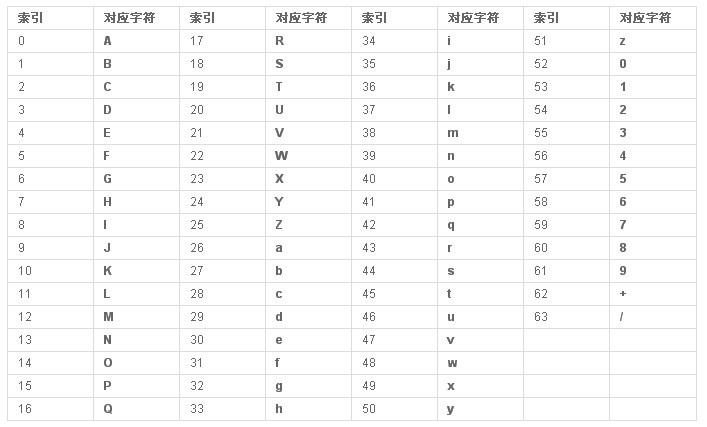 索引 对应字符 索引 对应字符 索引 对应字符 索引 对应字符
0 A 17 R 34 i 51 z
1 B 18 S 35 j 52 0
2 C 19 T 36 k 53 1
3 D 20 U 37 l 54 2
4 E 21 V 38 m 55 3
5 F 22 W 39 n 56 4
6 G 23 X 40 o 57 5
7 H 24 Y 41 p 58 6
8 I 25 Z 42 q 59 7
9 J 26 a 43 r 60 8
10 K 27 b 44 s 61 9
11 L 28 c 45 t 62 +
12 M 29 d 46 u 63 /
13 N 30 e 47 v
14 O 31 f 48 w
15 P 32 g 49 x
16 Q 33 h 50 y